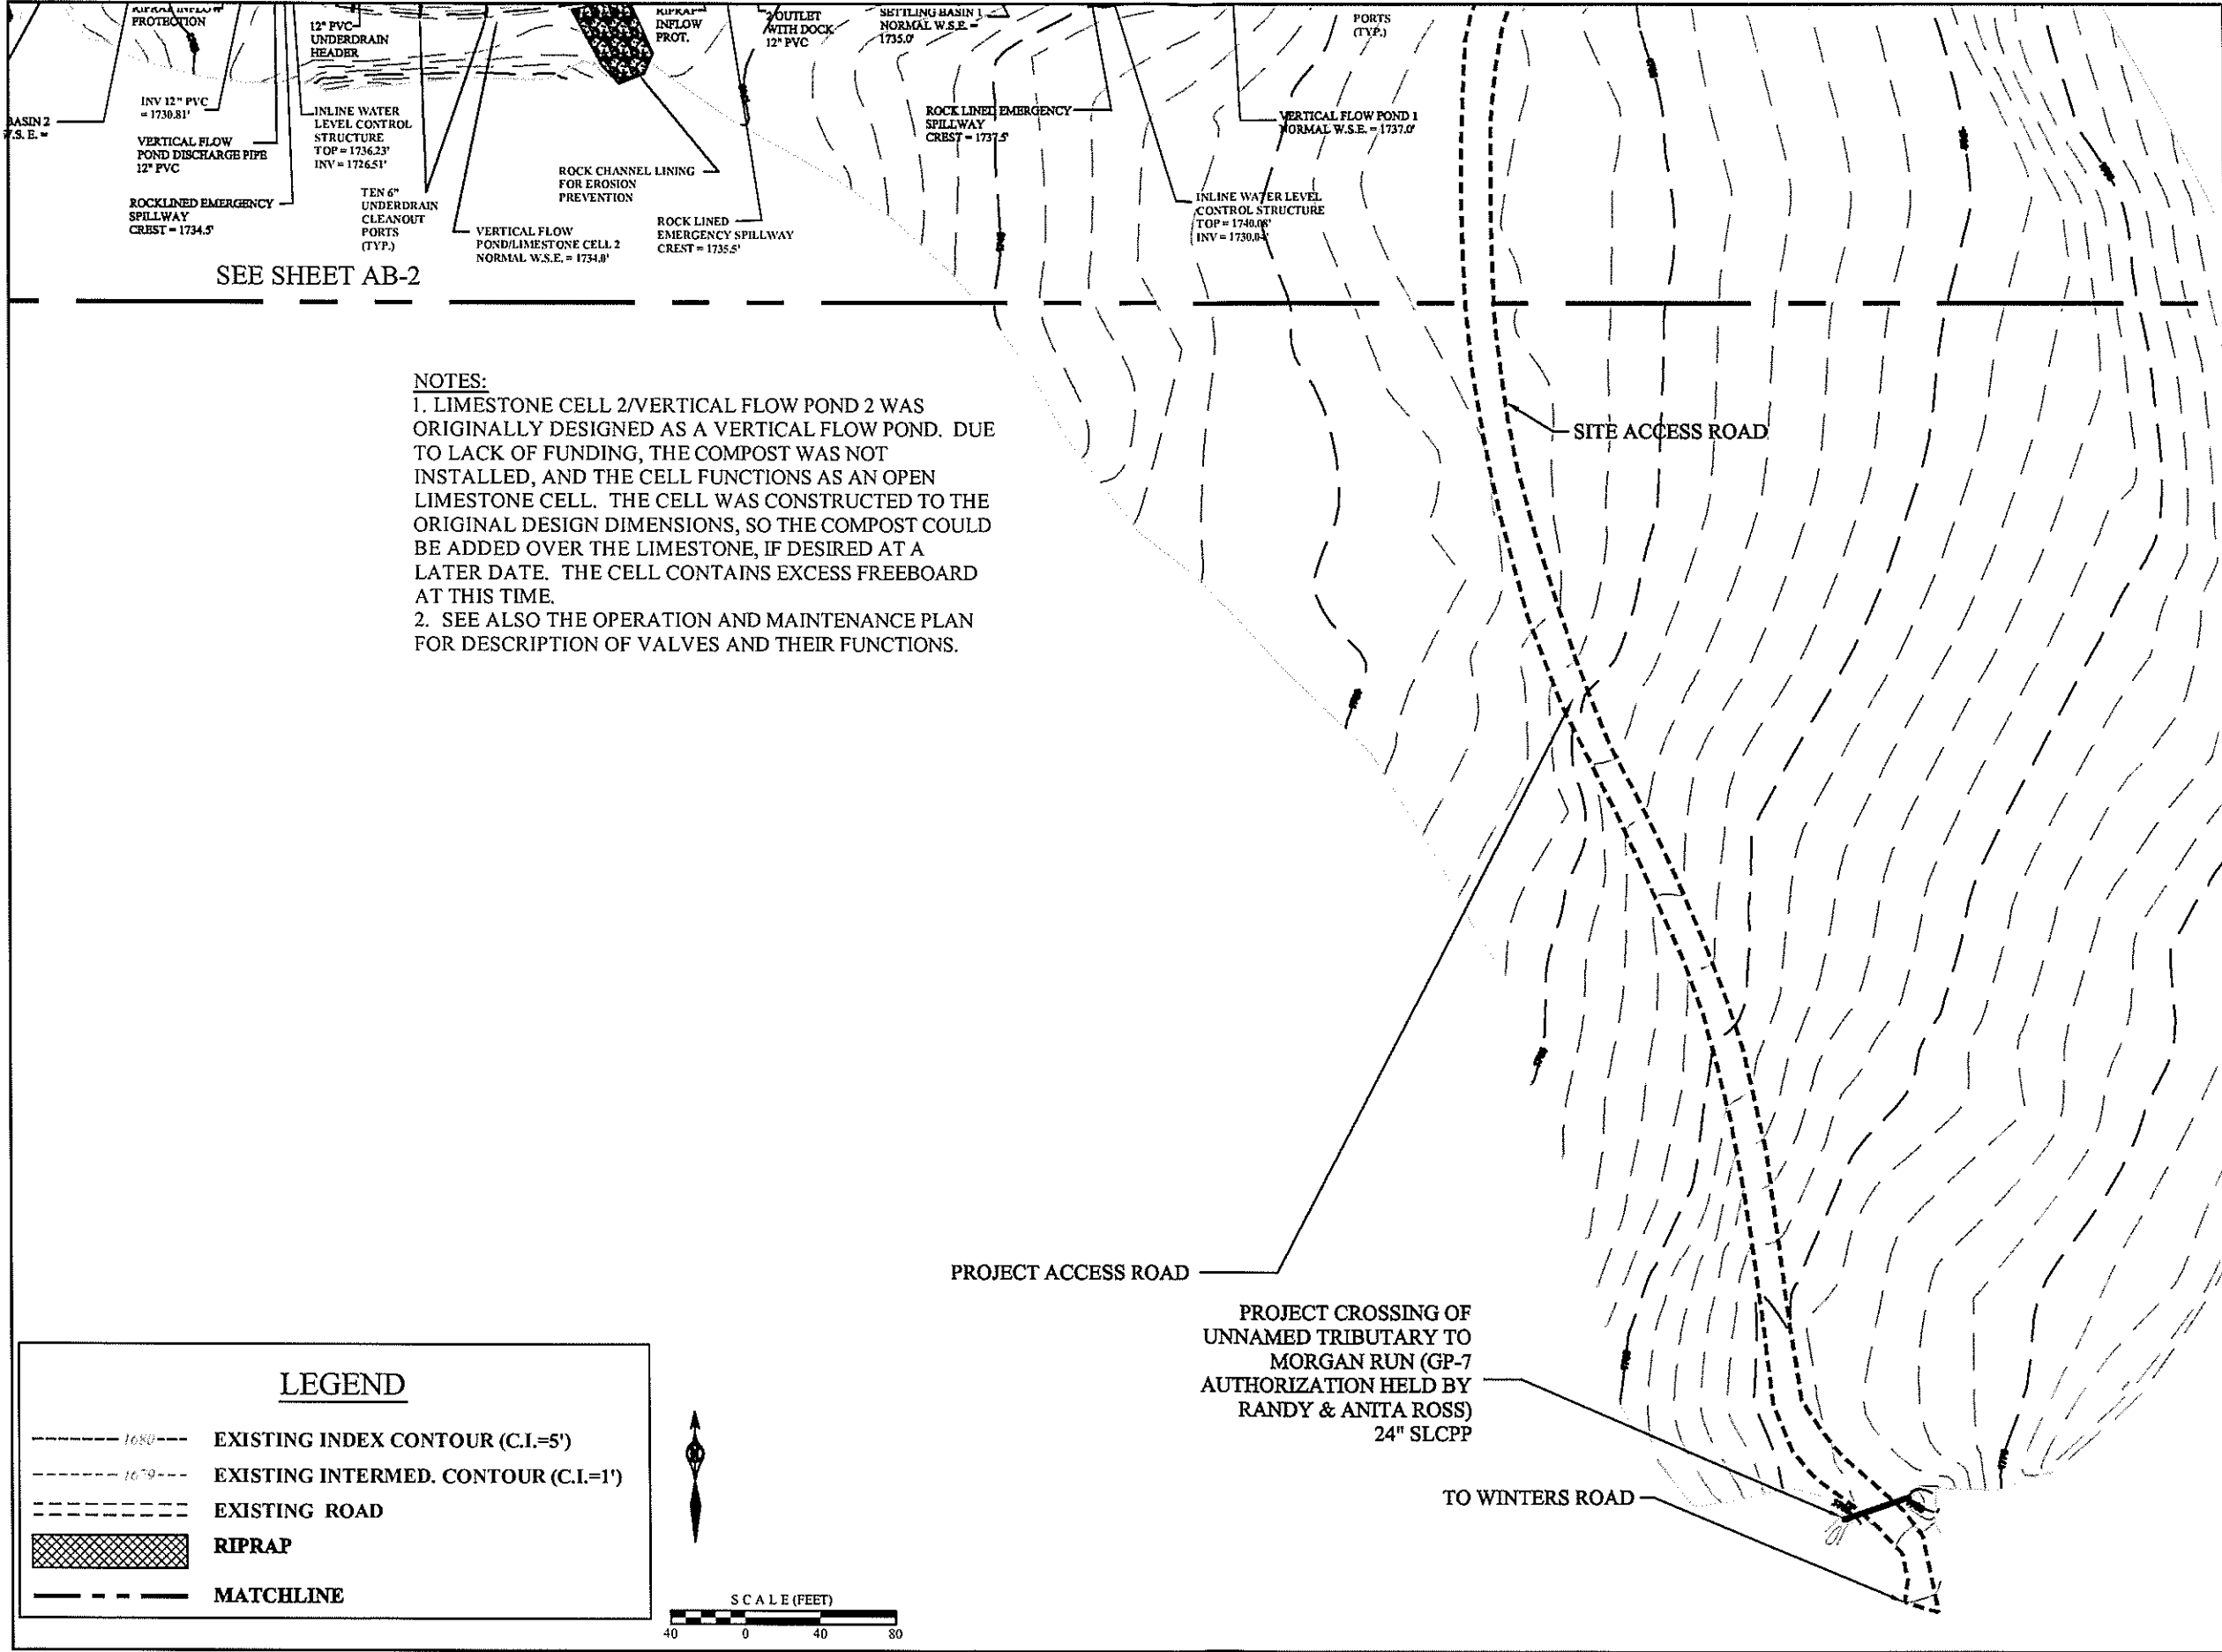 PROTECTION
12" PVC
UNDERDRAIN
HEADER
INFLOW
PROT.
OUTLET
WITH DOCK
12" PVC
SETTLING BASIN 1
NORMAL W.S.E. =
1735.0'
PORTS
(TYP.)
BASIN 2
W.S.E. =
INV 12" PVC
= 1730.81'
VERTICAL FLOW
POND DISCHARGE PIPE
12" PVC
ROCKLINED EMERGENCY
SPILLWAY
CREST = 1734.5'
INLINE WATER
LEVEL CONTROL
STRUCTURE
TOP = 1736.23'
INV = 1726.51'
TEN 6"
UNDERDRAIN
CLEANOUT
PORTS
(TYP.)
VERTICAL FLOW
POND/LIMESTONE CELL 2
NORMAL W.S.E. = 1734.0'
ROCK CHANNEL LINING
FOR EROSION
PREVENTION
ROCK LINED
EMERGENCY SPILLWAY
CREST = 1735.5'
ROCK LINED EMERGENCY
SPILLWAY
CREST = 1737.5'
VERTICAL FLOW POND 1
NORMAL W.S.E. = 1737.0'
INLINE WATER LEVEL
CONTROL STRUCTURE
TOP = 1740.08'
SEE SHEET AB-2
NOTES:
1. LIMESTONE CELL 2/VERTICAL FLOW POND 2 WAS
ORIGINALLY DESIGNED AS A VERTICAL FLOW POND. DUE
TO LACK OF FUNDING, THE COMPOST WAS NOT
INSTALLED, AND THE CELL FUNCTIONS AS AN OPEN
LIMESTONE CELL. THE CELL WAS CONSTRUCTED TO THE
ORIGINAL DESIGN DIMENSIONS, SO THE COMPOST COULD
BE ADDED OVER THE LIMESTONE, IF DESIRED AT A
LATER DATE. THE CELL CONTAINS EXCESS FREEBOARD
AT THIS TIME.
2. SEE ALSO THE OPERATION AND MAINTENANCE PLAN
FOR DESCRIPTION OF VALVES AND THEIR FUNCTIONS.
SITE ACCESS ROAD
PROJECT ACCESS ROAD
PROJECT CROSSING OF
UNNAMED TRIBUTARY TO
MORGAN RUN (GP-7
AUTHORIZATION HELD BY
RANDY & ANITA ROSS)
24" SLCPP
TO WINTERS ROAD
LEGEND
1680 EXISTING INDEX CONTOUR (C.I.=5')
1679 EXISTING INTERMED. CONTOUR (C.I.=1')
EXISTING ROAD
RIPRAP
MATCHLINE
SCALE (FEET)
40 0 40 80